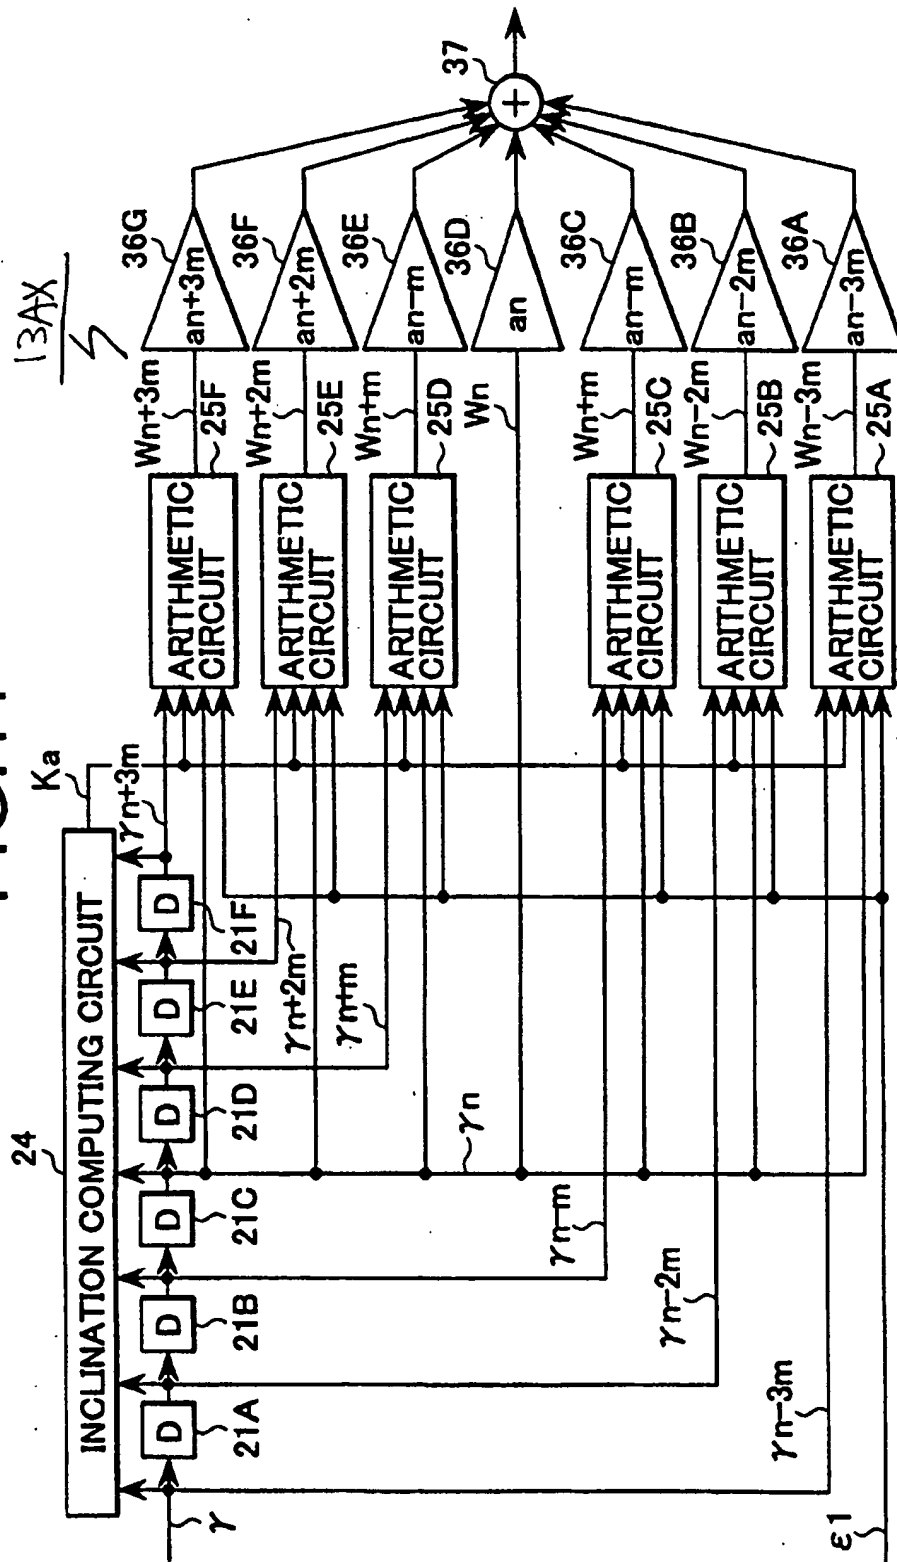 13AX
24
INCLINATION COMPUTING CIRCUIT
Ka
γ
D
21A
D
21B
D
21C
D
21D
D
21E
D
21F
γn+3m
γn+2m
γn+m
γn
γn−m
γn−2m
γn−3m
ε1
ARITHMETIC
CIRCUIT
25F
Wn+3m
an+3m
36G
ARITHMETIC
CIRCUIT
25E
Wn+2m
an+2m
36F
ARITHMETIC
CIRCUIT
25D
Wn+m
an−m
36E
Wn
an
36D
ARITHMETIC
CIRCUIT
25C
Wn+m
an−m
36C
ARITHMETIC
CIRCUIT
25B
Wn−2m
an−2m
36B
ARITHMETIC
CIRCUIT
25A
Wn−3m
an−3m
36A
+
37